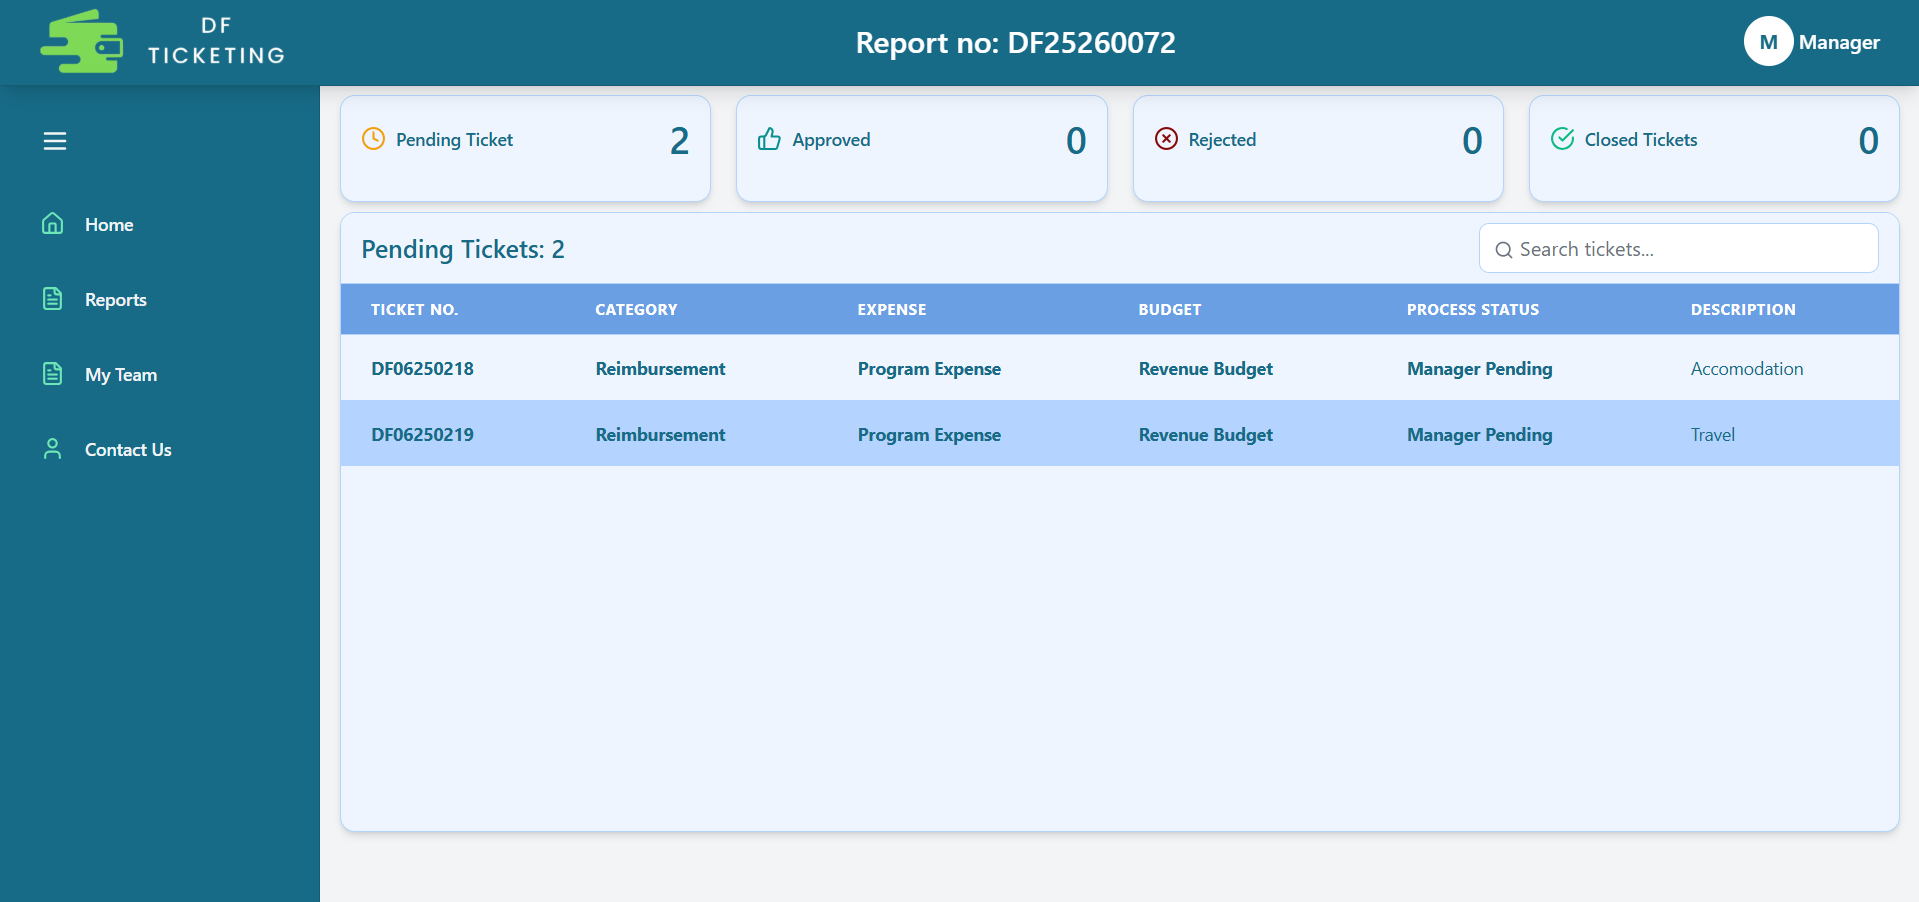 DF
TICKETING
Report no: DF25260072
M Manager
Home
Reports
My Team
Contact Us
Pending Ticket 2
Approved 0
Rejected 0
Closed Tickets 0
Pending Tickets: 2
Search tickets...
TICKET NO. CATEGORY EXPENSE BUDGET PROCESS STATUS DESCRIPTION
DF06250218 Reimbursement Program Expense Revenue Budget Manager Pending Accomodation
DF06250219 Reimbursement Program Expense Revenue Budget Manager Pending Travel